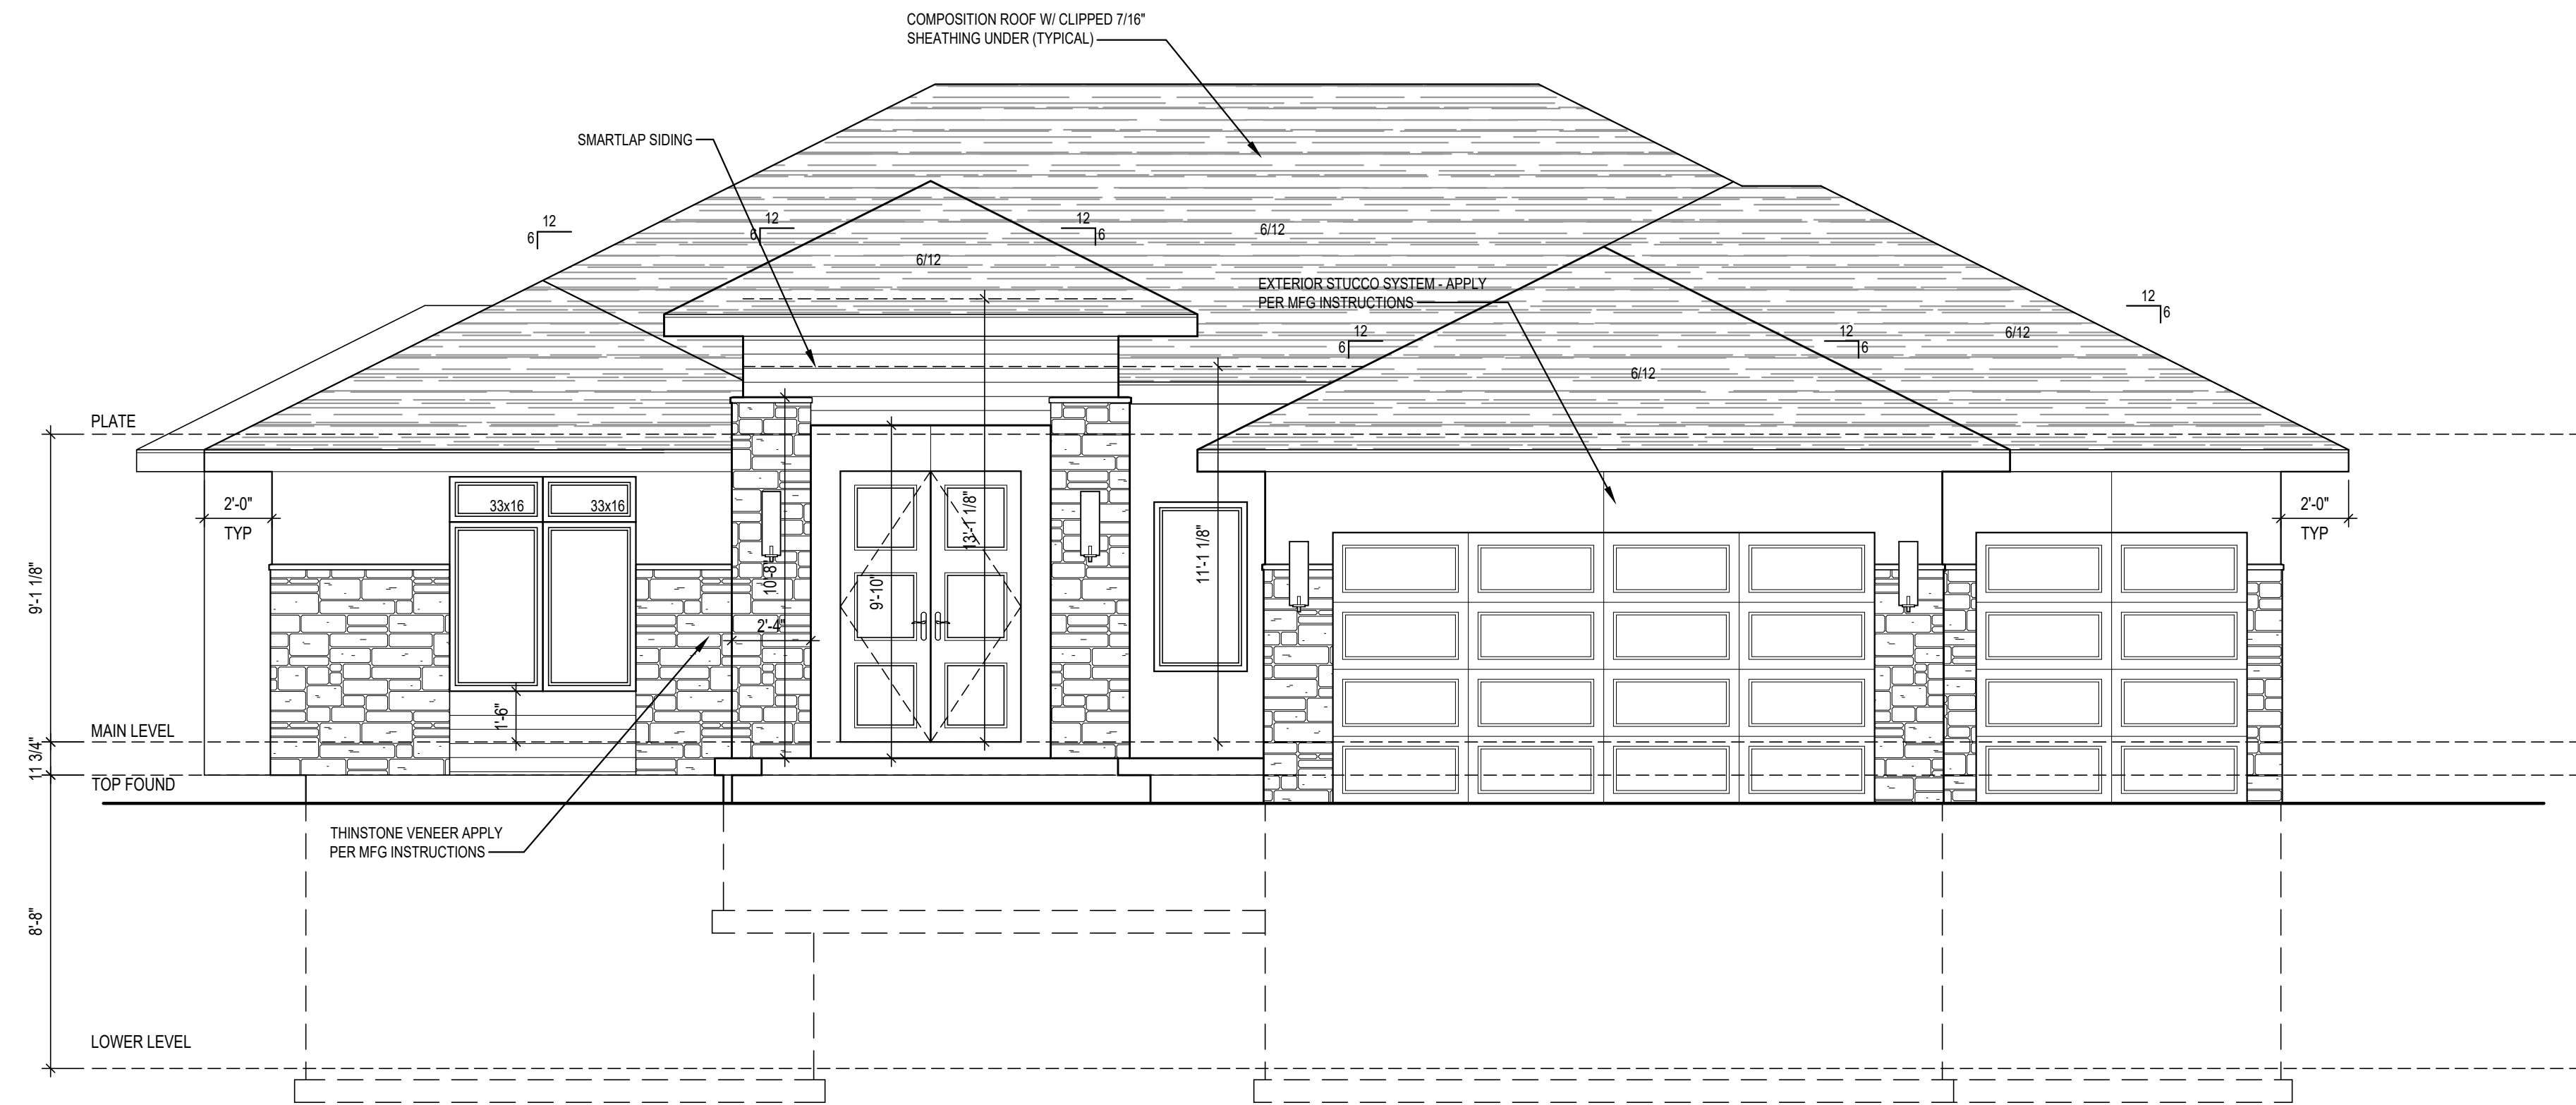 COMPOSITION ROOF W/ CLIPPED 7/16"
SHEATHING UNDER (TYPICAL)
SMARTLAP SIDING
12
6
12
6
12
6
6/12
6/12
EXTERIOR STUCCO SYSTEM - APPLY
PER MFG INSTRUCTIONS
12
6
12
6
12
6
6/12
6/12
PLATE
33x16
33x16
2'-0"
TYP
2'-0"
TYP
13'-1 1/8"
11'-1 1/8"
10'-8"
9'-10"
9'-1 1/8"
2'-4"
1'-6"
MAIN LEVEL
11 3/4"
TOP FOUND
THINSTONE VENEER APPLY
PER MFG INSTRUCTIONS
8'-8"
LOWER LEVEL